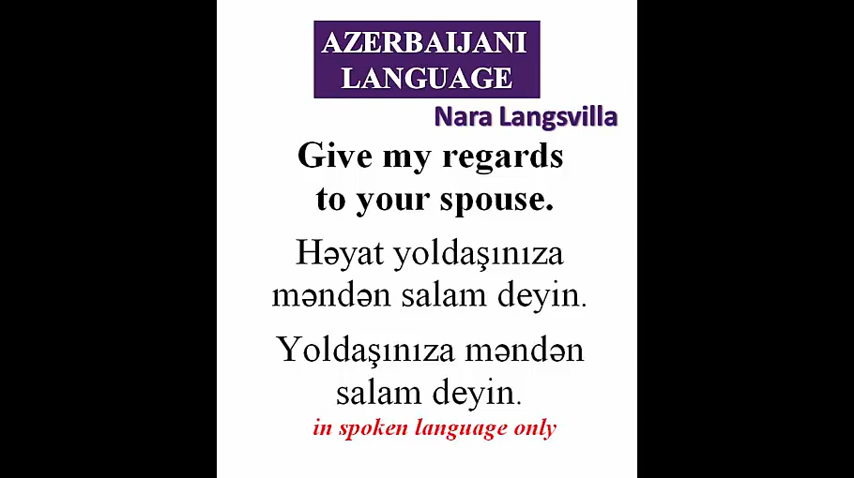 AZERBAIJANI
LANGUAGE
Nara Langsvilla
Give my regards
to your spouse.
Həyat yoldaşınıza
məndən salam deyin.
Yoldaşınıza məndən
salam deyin.
in spoken language only